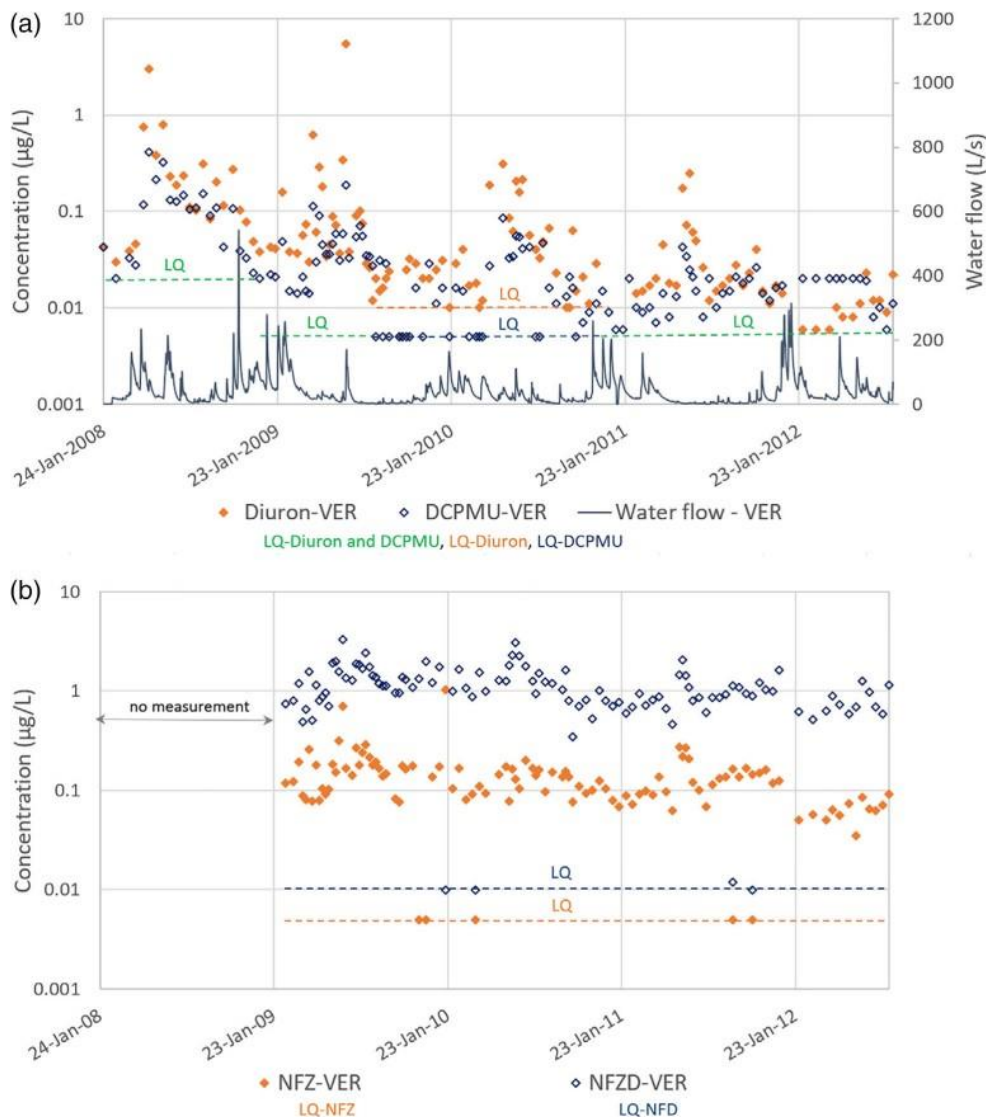 (a)
10
1
0.1
0.01
0.001
Concentration (µg/L)
1200
1000
800
600
400
200
0
Water flow (L/s)
LQ
LQ
LQ
LQ
LQ
24-Jan-2008
23-Jan-2009
23-Jan-2010
23-Jan-2011
23-Jan-2012
Diuron-VER
DCPMU-VER
Water flow - VER
LQ-Diuron and DCPMU, LQ-Diuron, LQ-DCPMU
(b)
10
1
0.1
0.01
0.001
Concentration (µg/L)
no measurement
LQ
LQ
24-Jan-08
23-Jan-09
23-Jan-10
23-Jan-11
23-Jan-12
NFZ-VER
NFZD-VER
LQ-NFZ
LQ-NFD